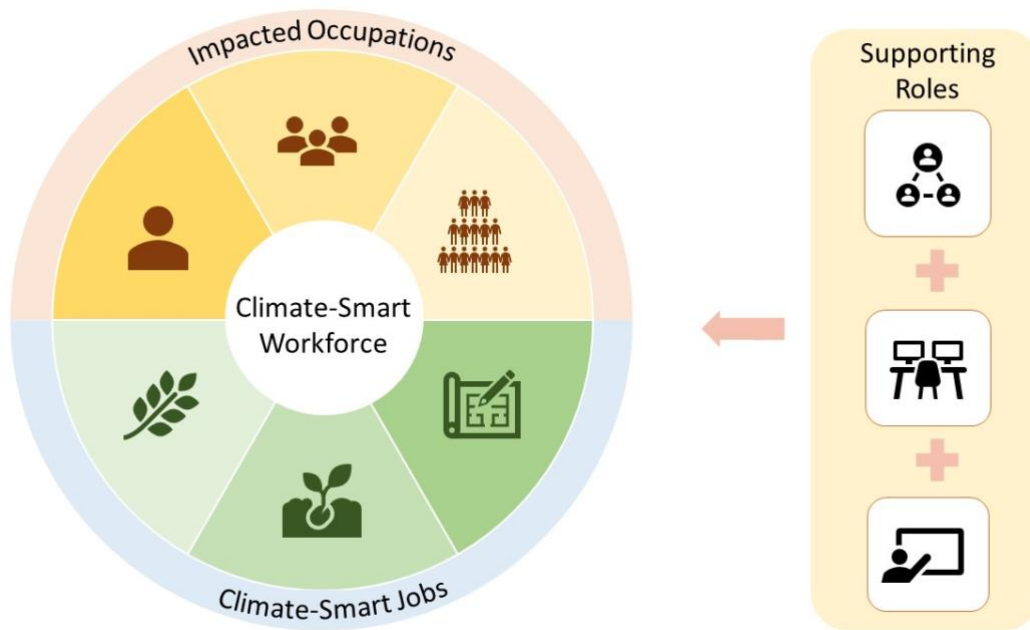 Impacted Occupations
Climate-Smart
Workforce
Climate-Smart Jobs
Supporting
Roles